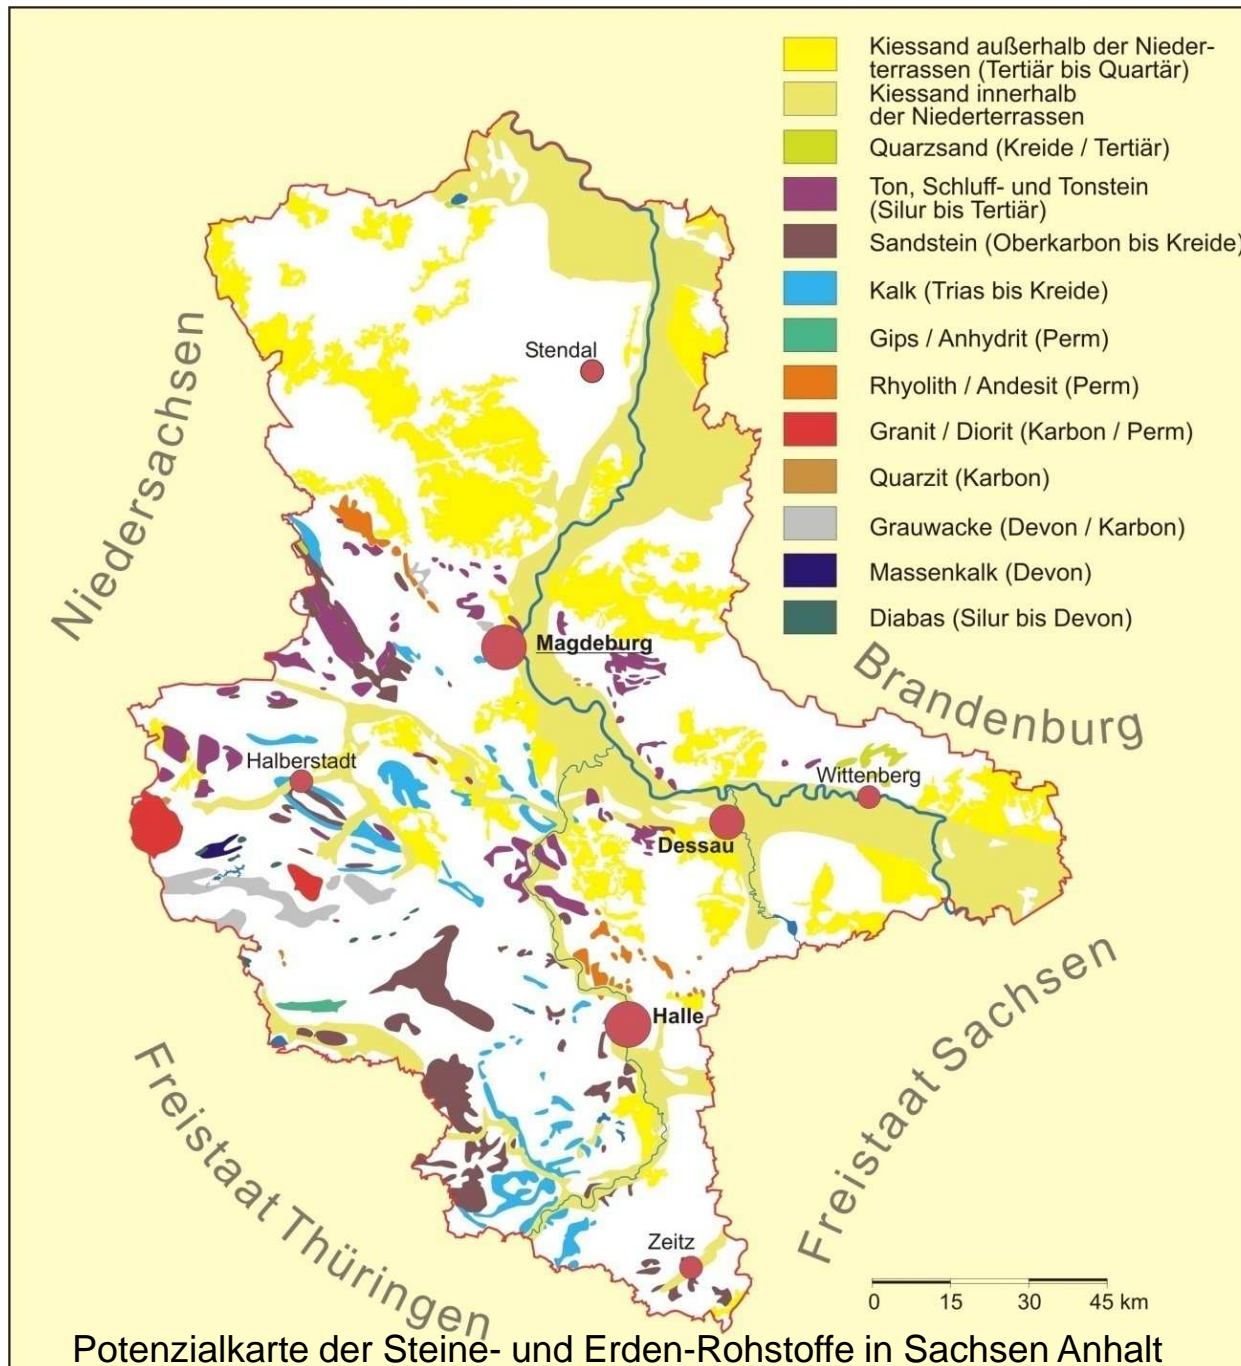 Kiessand außerhalb der Nieder-
terrassen (Tertiär bis Quartär)
Kiessand innerhalb
der Niederterrassen
Quarzsand (Kreide / Tertiär)
Ton, Schluff- und Tonstein
(Silur bis Tertiär)
Sandstein (Oberkarbon bis Kreide)
Kalk (Trias bis Kreide)
Gips / Anhydrit (Perm)
Rhyolith / Andesit (Perm)
Granit / Diorit (Karbon / Perm)
Quarzit (Karbon)
Grauwacke (Devon / Karbon)
Massenkalk (Devon)
Diabas (Silur bis Devon)
Niedersachsen
Stendal
Magdeburg
Brandenburg
Halberstadt
Wittenberg
Dessau
Halle
Freistaat Sachsen
Freistaat Thüringen
Zeitz
0 15 30 45 km
Potenzialkarte der Steine- und Erden-Rohstoffe in Sachsen Anhalt